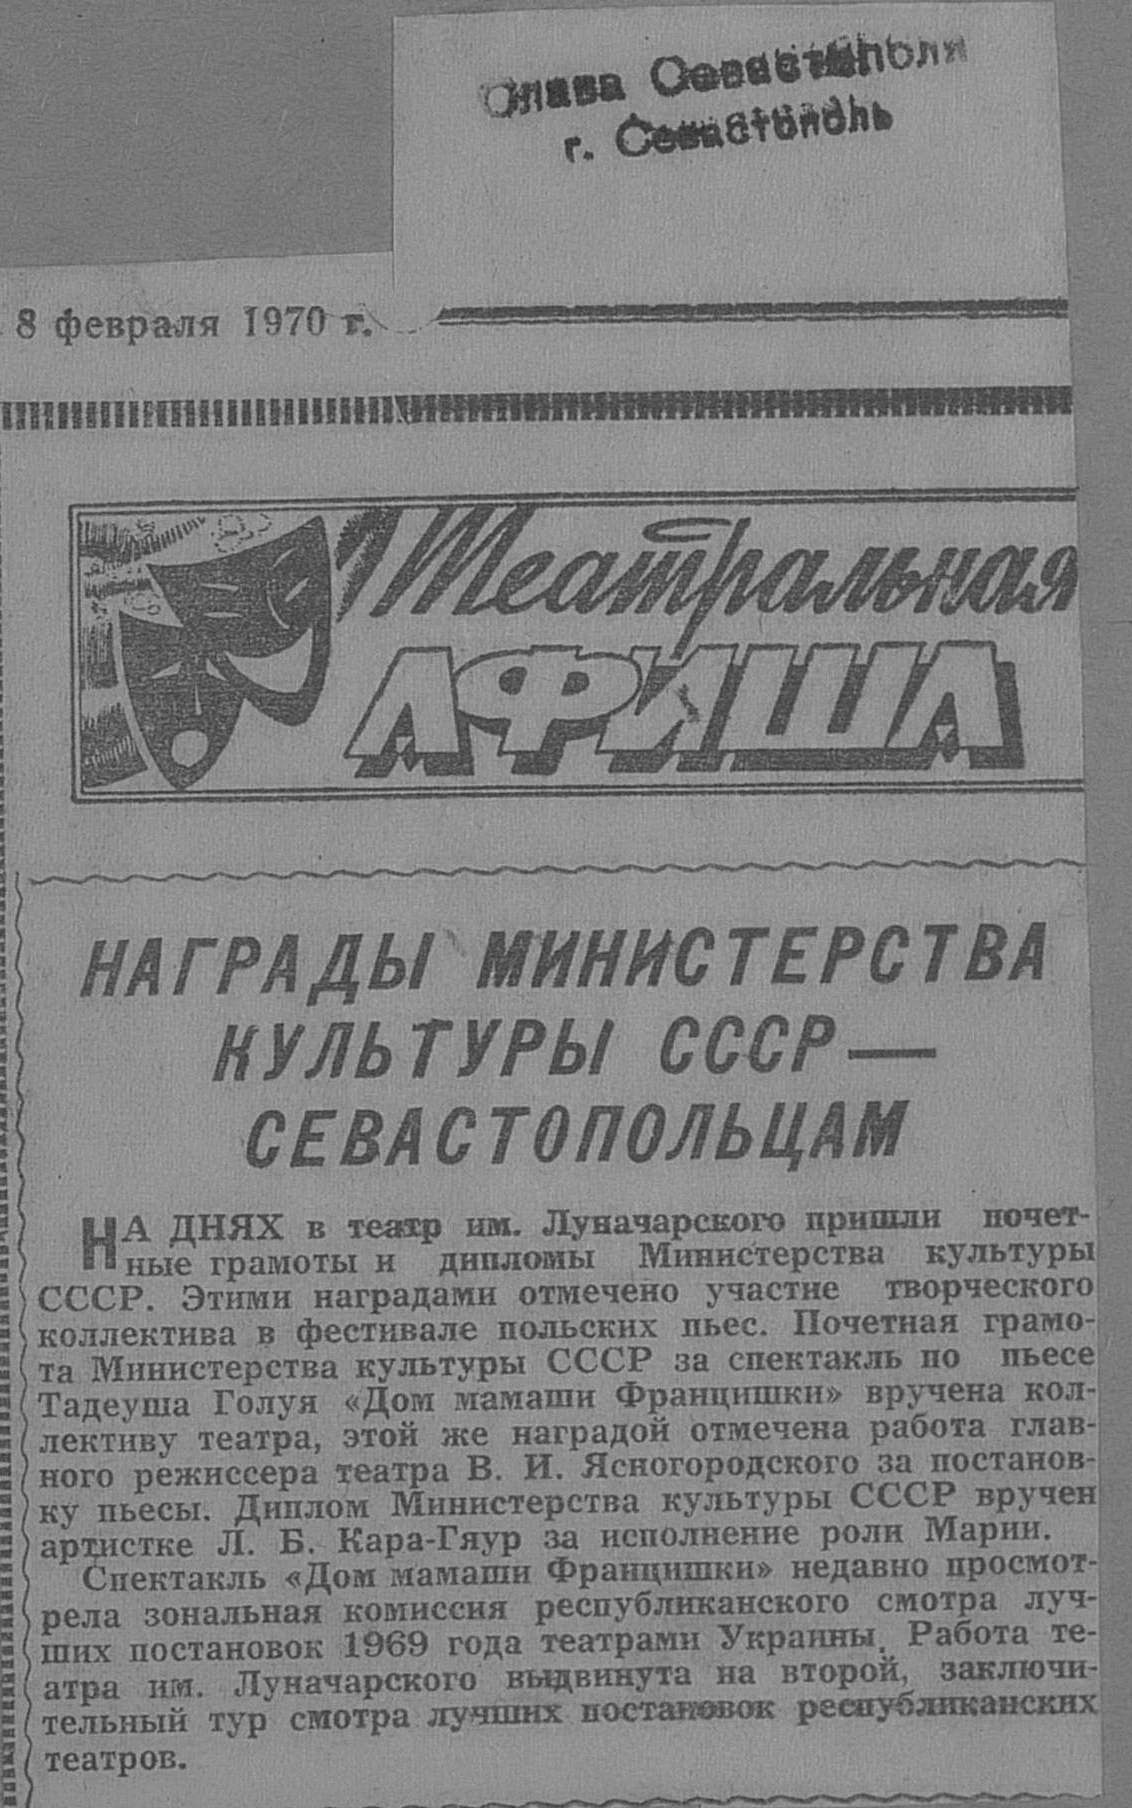 Слава Севастополя
г. Севастополь
8 февраля 1970 г.
Театральная
АФИША
НАГРАДЫ МИНИСТЕРСТВА
КУЛЬТУРЫ СССР—
СЕВАСТОПОЛЬЦАМ
НА ДНЯХ в театр им. Луначарского пришли почет-
ные грамоты и дипломы Министерства культуры
СССР. Этими наградами отмечено участие творческого
коллектива в фестивале польских пьес. Почетная грамо-
та Министерства культуры СССР за спектакль по пьесе
Тадеуша Голуя «Дом мамаши Францишки» вручена кол-
лективу театра, этой же наградой отмечена работа глав-
ного режиссера театра В. И. Ясногородского за постанов-
ку пьесы. Диплом Министерства культуры СССР вручен
артистке Л. Б. Кара-Гяур за исполнение роли Марии.
Спектакль «Дом мамаши Францишки» недавно просмот-
рела зональная комиссия республиканского смотра луч-
ших постановок 1969 года театрами Украины. Работа те-
атра им. Луначарского выдвинута на второй, заключи-
тельный тур смотра лучших постановок республиканских
театров.